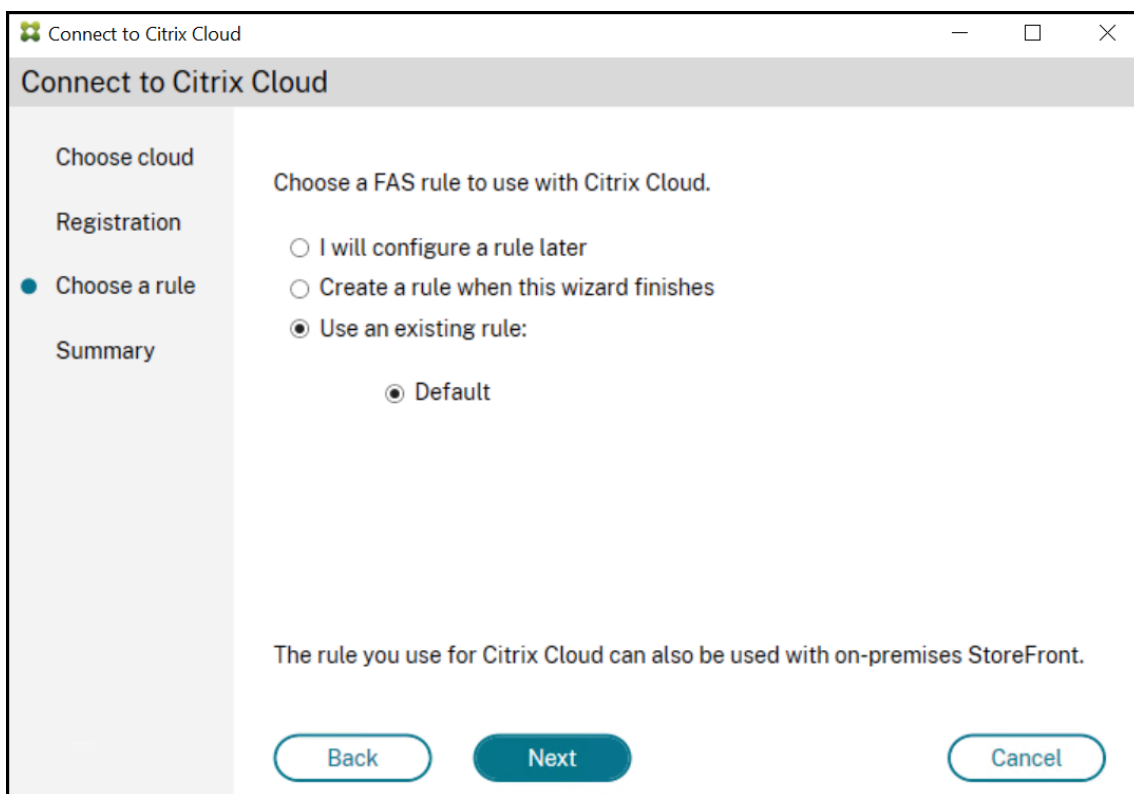 Connect to Citrix Cloud
Connect to Citrix Cloud
Choose cloud
Registration
Choose a rule
Summary
Choose a FAS rule to use with Citrix Cloud.
I will configure a rule later
Create a rule when this wizard finishes
Use an existing rule:
Default
The rule you use for Citrix Cloud can also be used with on-premises StoreFront.
Back
Next
Cancel